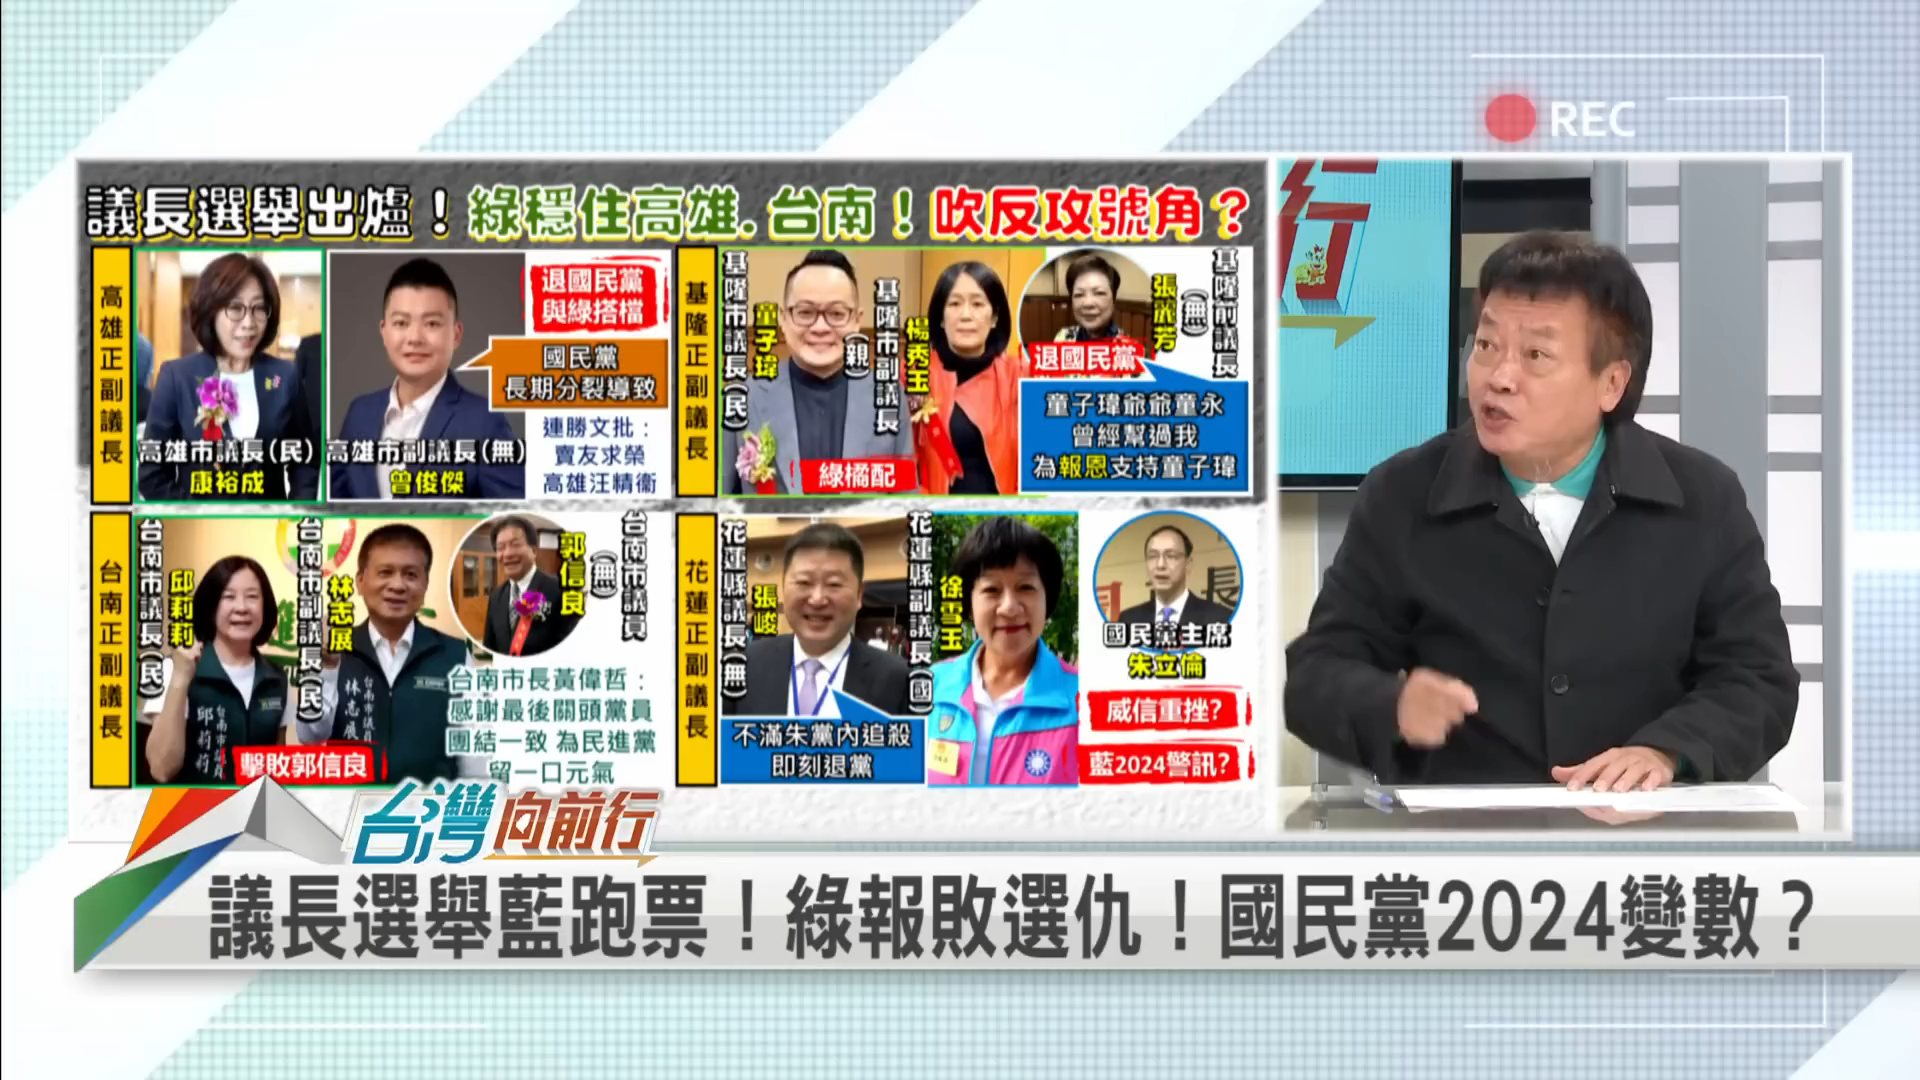 REC
議長選舉出爐！綠穩住高雄.台南！吹反攻號角？
高雄正副議長
高雄市議長(民)
康裕成
高雄市副議長(無)
曾俊傑
退國民黨
與綠搭檔
國民黨
長期分裂導致
連勝文批：
賣友求榮
高雄汪精衛
基隆正副議長
基隆市議長(民)
童子瑋
基隆市副議長(親)
楊秀玉
綠橘配
基隆前議長(無)
張芳
退國民黨
童子瑋爺爺童永
曾經幫過我
為報恩支持童子瑋
台南正副議長
台南市議長(民)
邱莉莉
台南市副議長(民)
林志展
台南市議員(無)
郭信良
擊敗郭信良
台南市長黃偉哲：
感謝最後關頭黨員
團結一致 為民進黨
留一口元氣
花蓮正副議長
花蓮縣議長(無)
張峻
花蓮縣副議長(國)
徐雪玉
不滿朱黨內追殺
即刻退黨
國民黨主席
朱立倫
威信重挫?
藍2024警訊?
台灣向前行
議長選舉藍跑票！綠報敗選仇！國民黨2024變數？